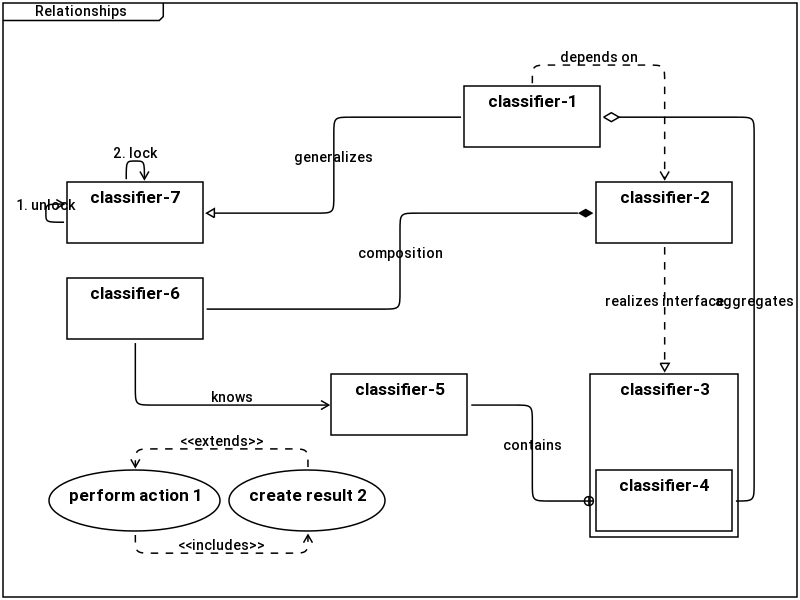 Relationships
depends on
classifier-1
generalizes
2. lock
classifier-7
1. unlock
classifier-2
composition
classifier-6
realizes interface
aggregates
classifier-5
classifier-3
knows
contains
<<extends>>
classifier-4
perform action 1
create result 2
<<includes>>